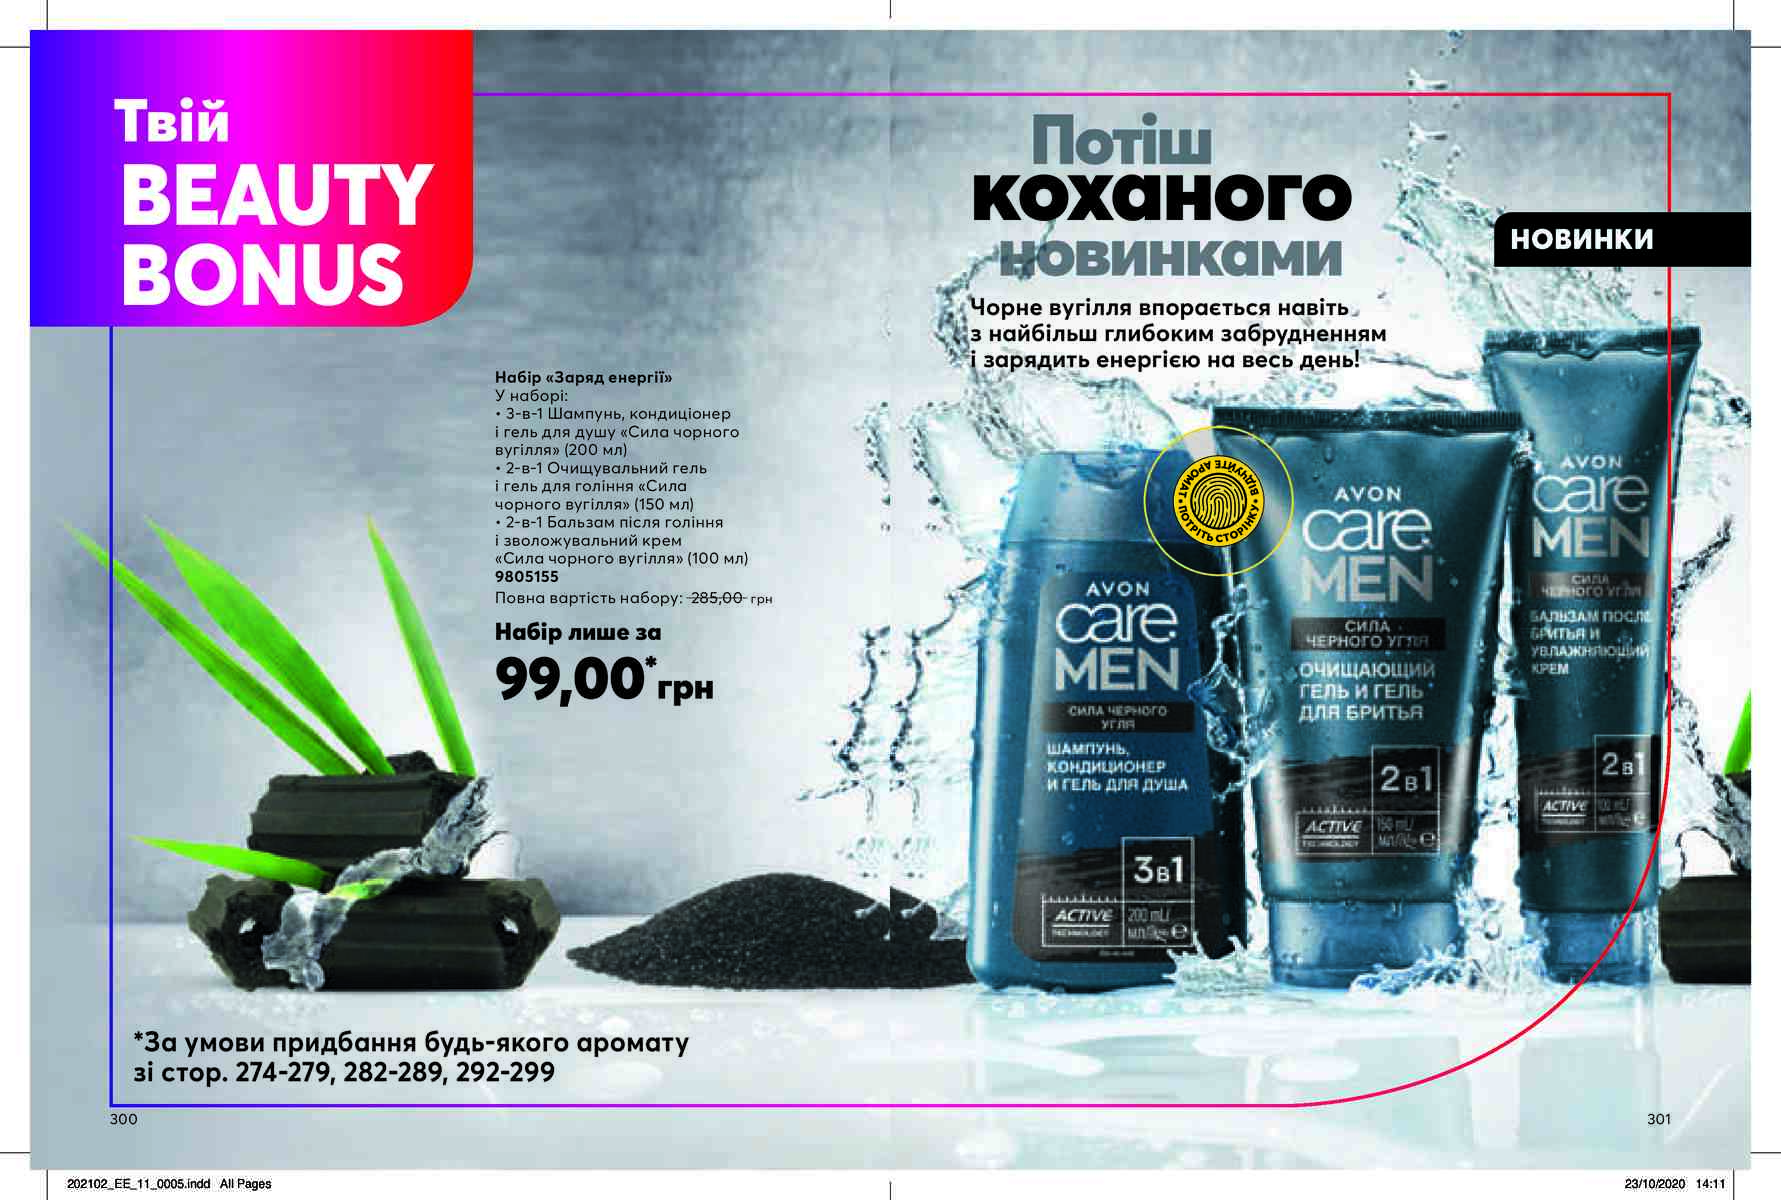 Твій
BEAUTY
BONUS
Потіш
коханого
новинками
НОВИНКИ
Чорне вугілля впорається навіть
з найбільш глибоким забрудненням
і зарядить енергією на весь день!
Набір «Заряд енергії»
У наборі:
• 3-в-1 Шампунь, кондиціонер
і гель для душу «Сила чорного
вугілля» (200 мл)
• 2-в-1 Очищувальний гель
і гель для гоління «Сила
чорного вугілля» (150 мл)
• 2-в-1 Бальзам після гоління
і зволожувальний крем
«Сила чорного вугілля» (100 мл)
9805155
Повна вартість набору: 285,00 грн
Набір лише за
99,00* грн
ВІДЧУЙТЕ АРОМАТ • ПОТРІТЬ СТОРІНКУ •
AVON
care
MEN
СИЛА ЧЕРНОГО
УГЛЯ
ШАМПУНЬ,
КОНДИЦИОНЕР
И ГЕЛЬ ДЛЯ ДУША
3в1
ACTIVE
TECHNOLOGY
200 mL/
AVON
care
MEN
СИЛА
ЧЕРНОГО УГЛЯ
ОЧИЩАЮЩИЙ
ГЕЛЬ И ГЕЛЬ
ДЛЯ БРИТЬЯ
2в1
ACTIVE
TECHNOLOGY
150 mL/
AVON
care
MEN
СИЛА
ЧЕРНОГО УГЛЯ
БАЛЬЗАМ ПОСЛЕ
БРИТЬЯ И
УВЛАЖНЯЮЩИЙ
КРЕМ
2в1
ACTIVE
TECHNOLOGY
100 mL/
*За умови придбання будь-якого аромату
зі стор. 274-279, 282-289, 292-299
300
301
202102_EE_11_0005.indd All Pages
23/10/2020 14:11